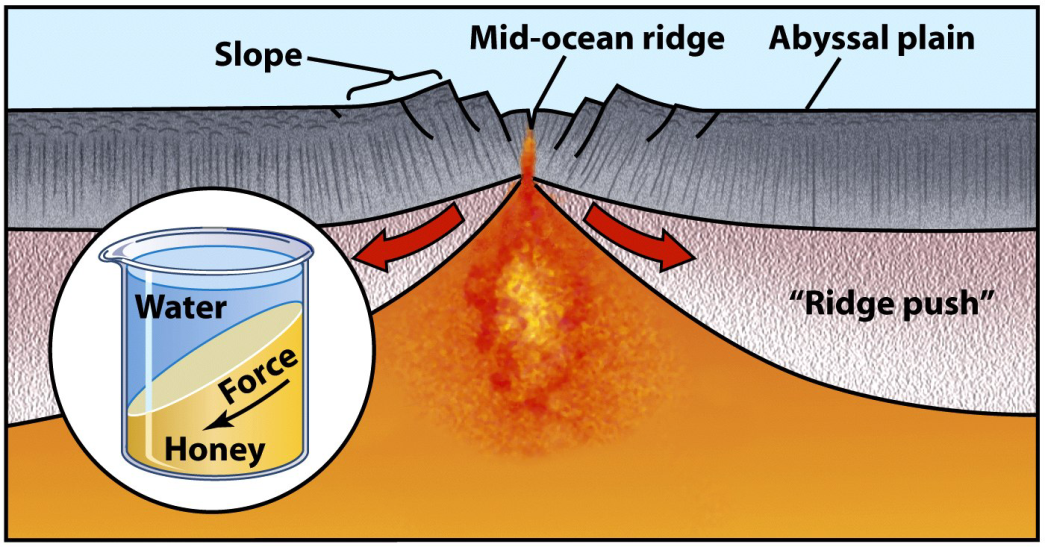 Slope
Mid-ocean ridge
Abyssal plain
Water
Force
Honey
“Ridge push”